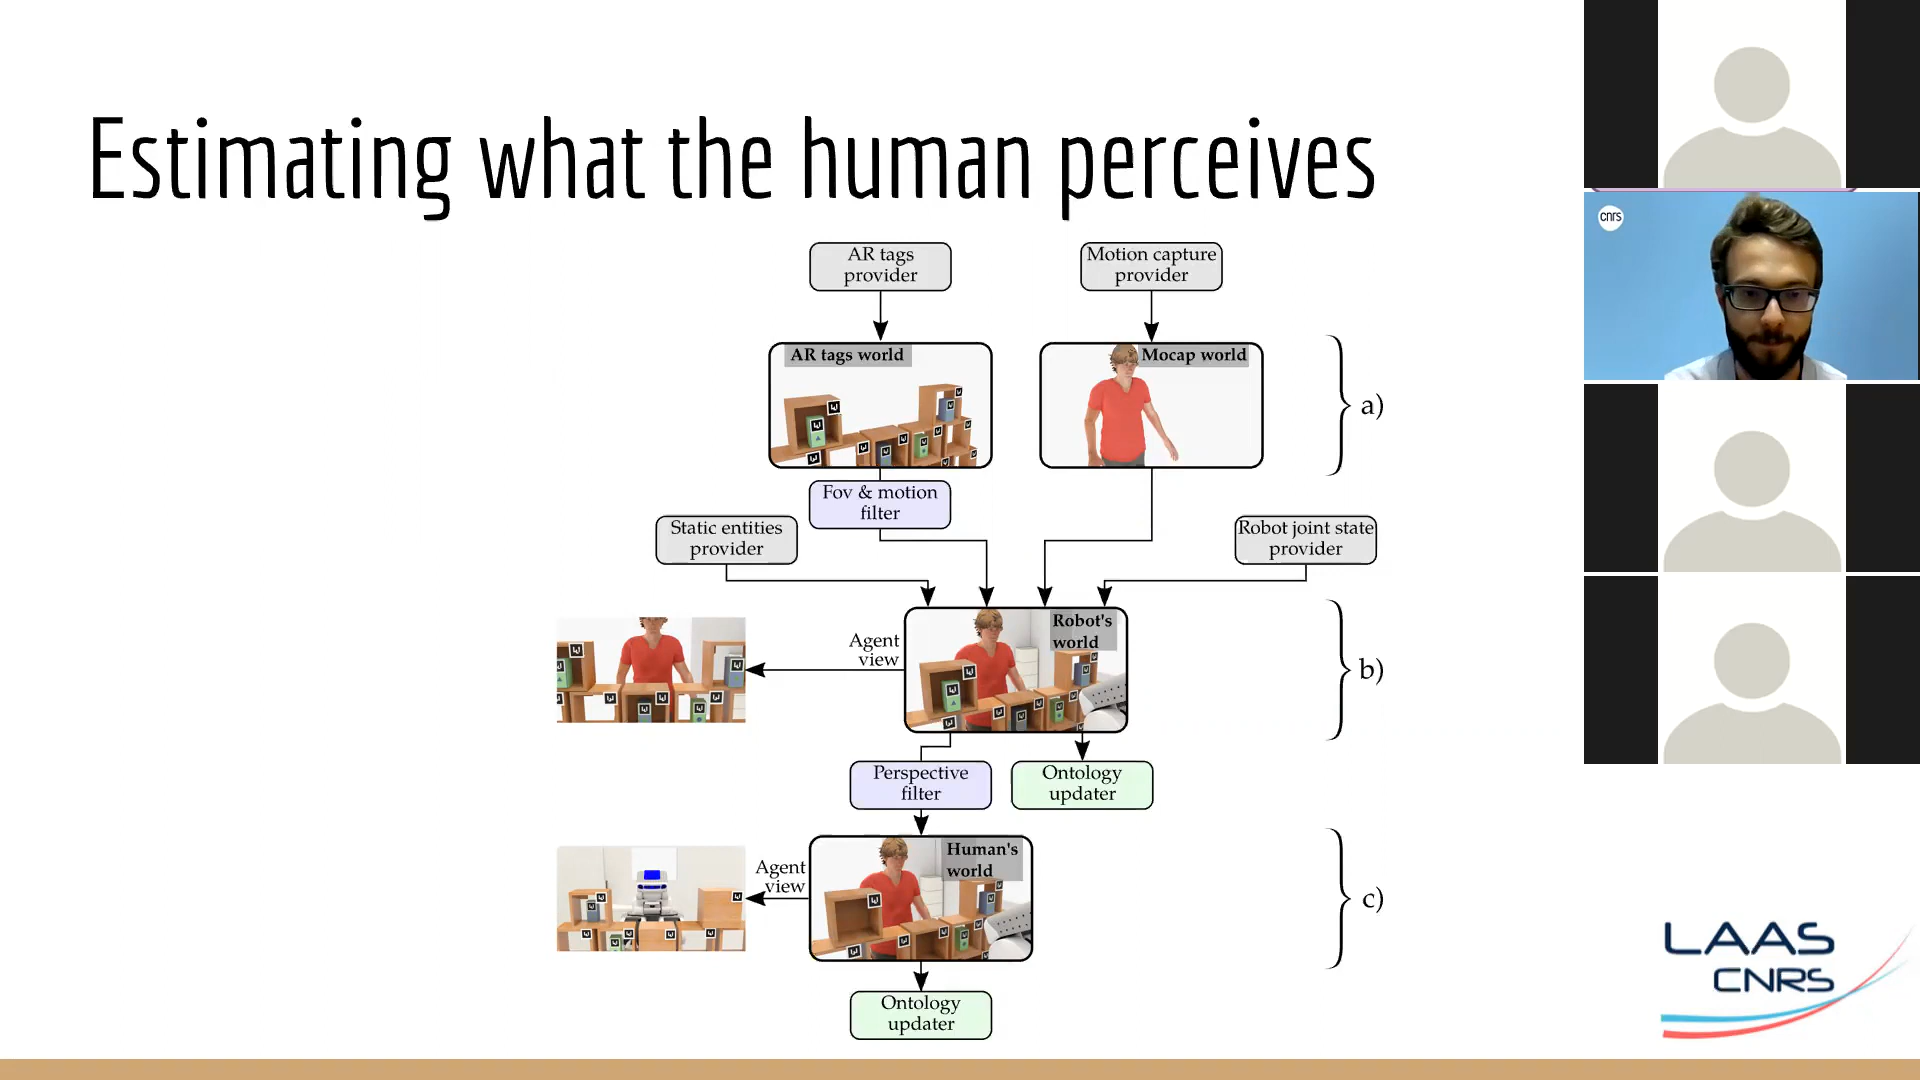 Estimating what the human perceives
AR tags
provider
Motion capture
provider
AR tags world
Mocap world
a)
Fov & motion
filter
Static entities
provider
Robot joint state
provider
Robot's
world
Agent
view
b)
Perspective
filter
Ontology
updater
Human's
world
Agent
view
c)
Ontology
updater
cnrs
LAAS
CNRS